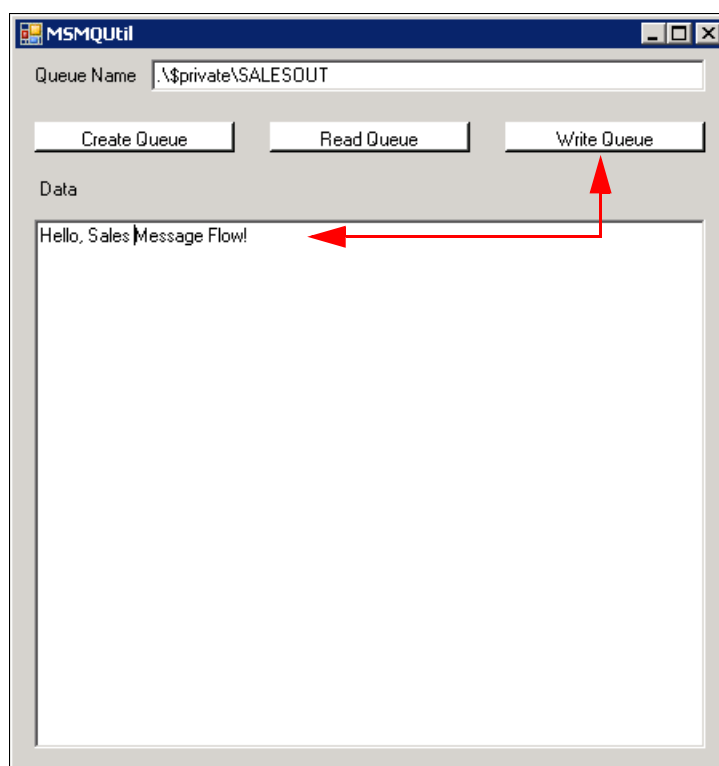 MSMQUtil
Queue Name .\$private\SALESOUT
Create Queue Read Queue Write Queue
Data
Hello, Sales Message Flow!